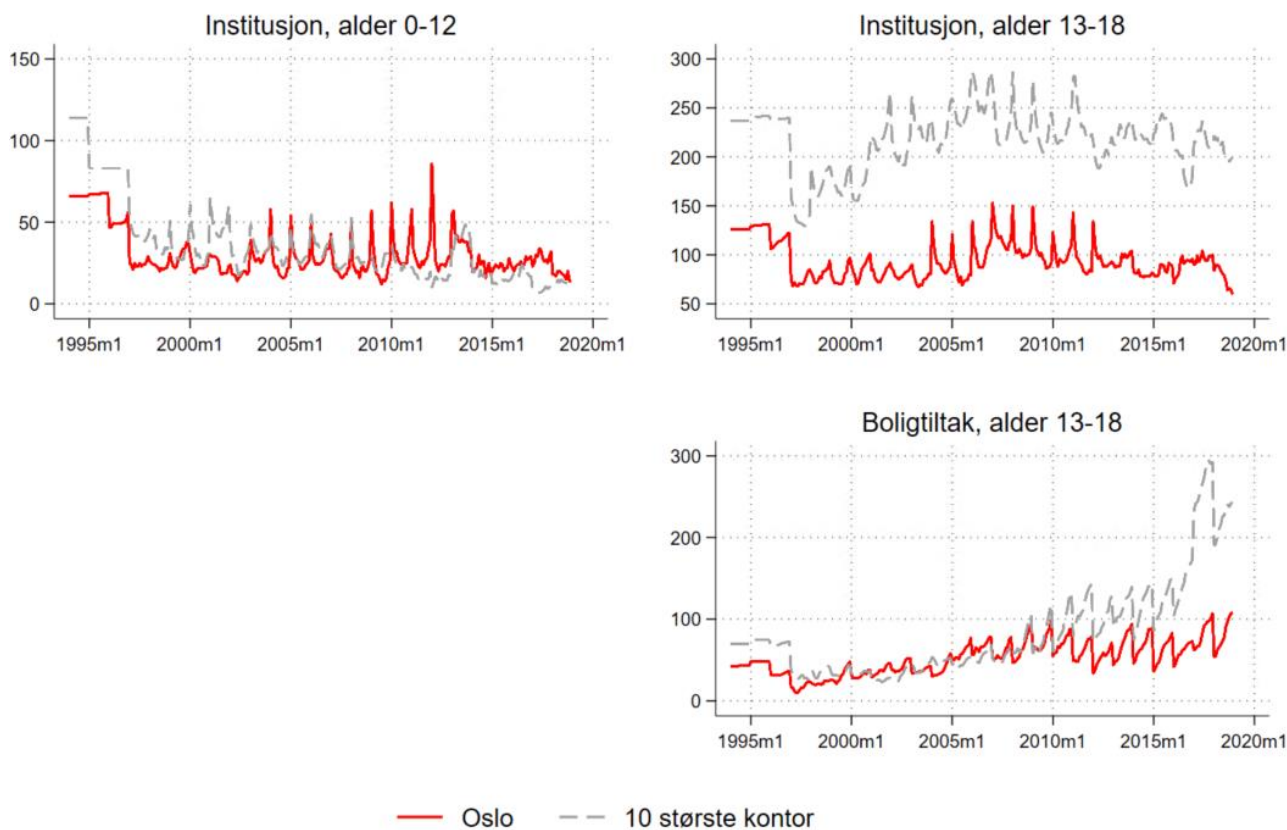 Institusjon, alder 0-12
150
100
50
0
1995m1 2000m1 2005m1 2010m1 2015m1 2020m1
Institusjon, alder 13-18
300
250
200
150
100
50
1995m1 2000m1 2005m1 2010m1 2015m1 2020m1
Boligtiltak, alder 13-18
300
200
100
0
1995m1 2000m1 2005m1 2010m1 2015m1 2020m1
Oslo 10 største kontor